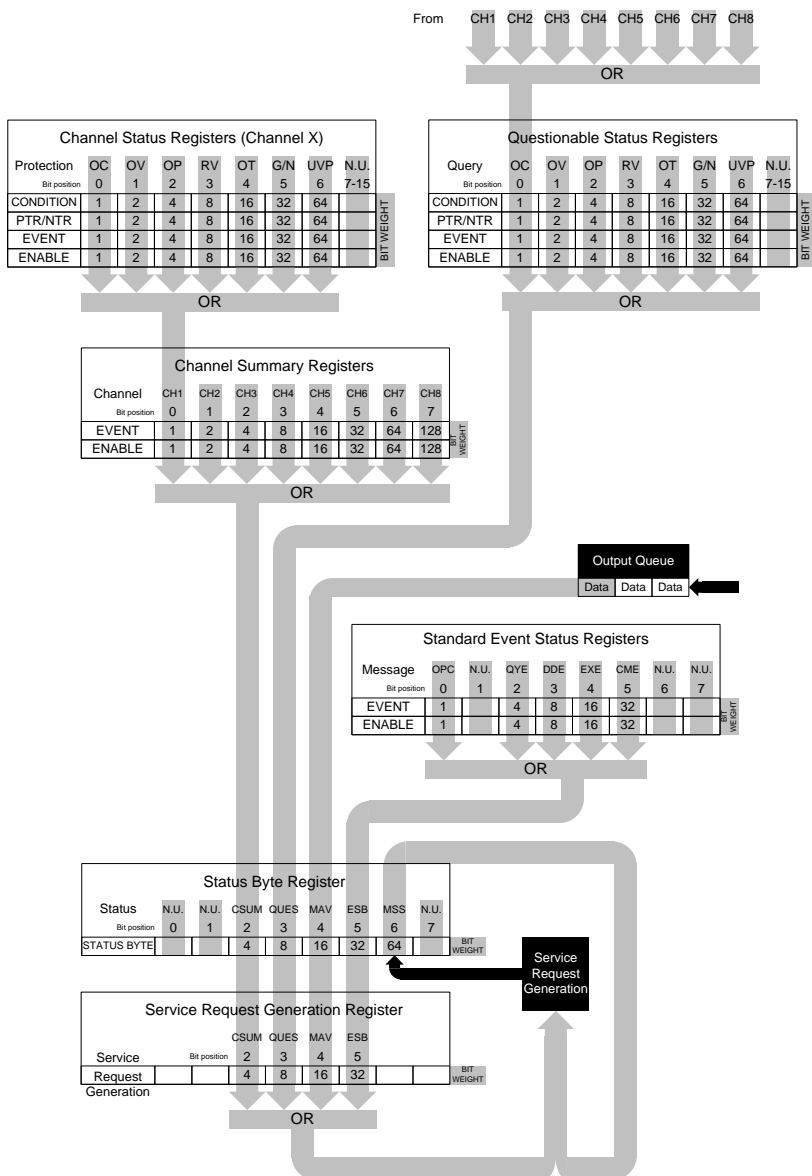 From CH1 CH2 CH3 CH4 CH5 CH6 CH7 CH8
OR
Channel Status Registers (Channel X)
Protection OC OV OP RV OT G/N UVP N.U.
Bit position 0 1 2 3 4 5 6 7-15
CONDITION 1 2 4 8 16 32 64
PTR/NTR 1 2 4 8 16 32 64
EVENT 1 2 4 8 16 32 64
ENABLE 1 2 4 8 16 32 64
BIT WEIGHT
OR
Questionable Status Registers
Query OC OV OP RV OT G/N UVP N.U.
Bit position 0 1 2 3 4 5 6 7-15
CONDITION 1 2 4 8 16 32 64
PTR/NTR 1 2 4 8 16 32 64
EVENT 1 2 4 8 16 32 64
ENABLE 1 2 4 8 16 32 64
BIT WEIGHT
OR
Channel Summary Registers
Channel CH1 CH2 CH3 CH4 CH5 CH6 CH7 CH8
Bit position 0 1 2 3 4 5 6 7
EVENT 1 2 4 8 16 32 64 128
ENABLE 1 2 4 8 16 32 64 128
BIT
WEIGHT
OR
Output Queue
Data Data Data
Standard Event Status Registers
Message OPC N.U. QYE DDE EXE CME N.U. N.U.
Bit position 0 1 2 3 4 5 6 7
EVENT 1 4 8 16 32
ENABLE 1 4 8 16 32
BIT
WEIGHT
OR
Status Byte Register
Status N.U. N.U. CSUM QUES MAV ESB MSS N.U.
Bit position 0 1 2 3 4 5 6 7
STATUS BYTE 4 8 16 32 64
BIT
WEIGHT
Service
Request
Generation
Service Request Generation Register
CSUM QUES MAV ESB
Service Bit position 2 3 4 5
Request 4 8 16 32
Generation
BIT
WEIGHT
OR